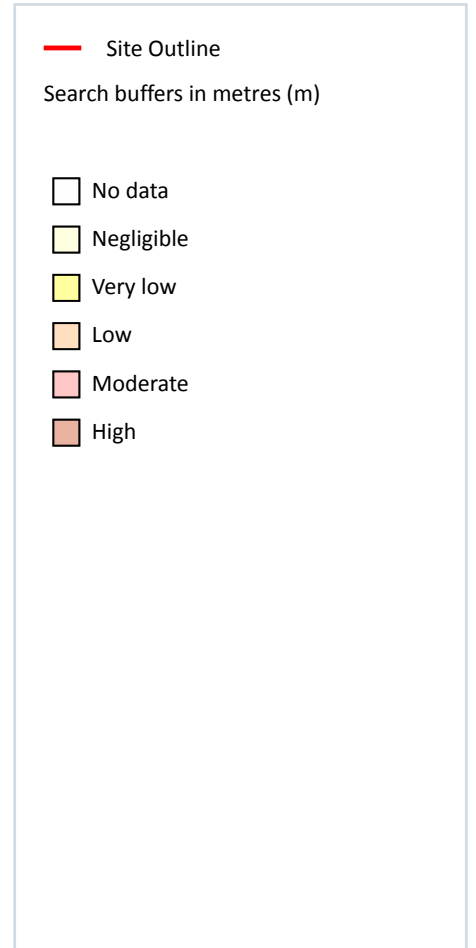 Site Outline
Search buffers in metres (m)
No data
Negligible
Very low
Low
Moderate
High